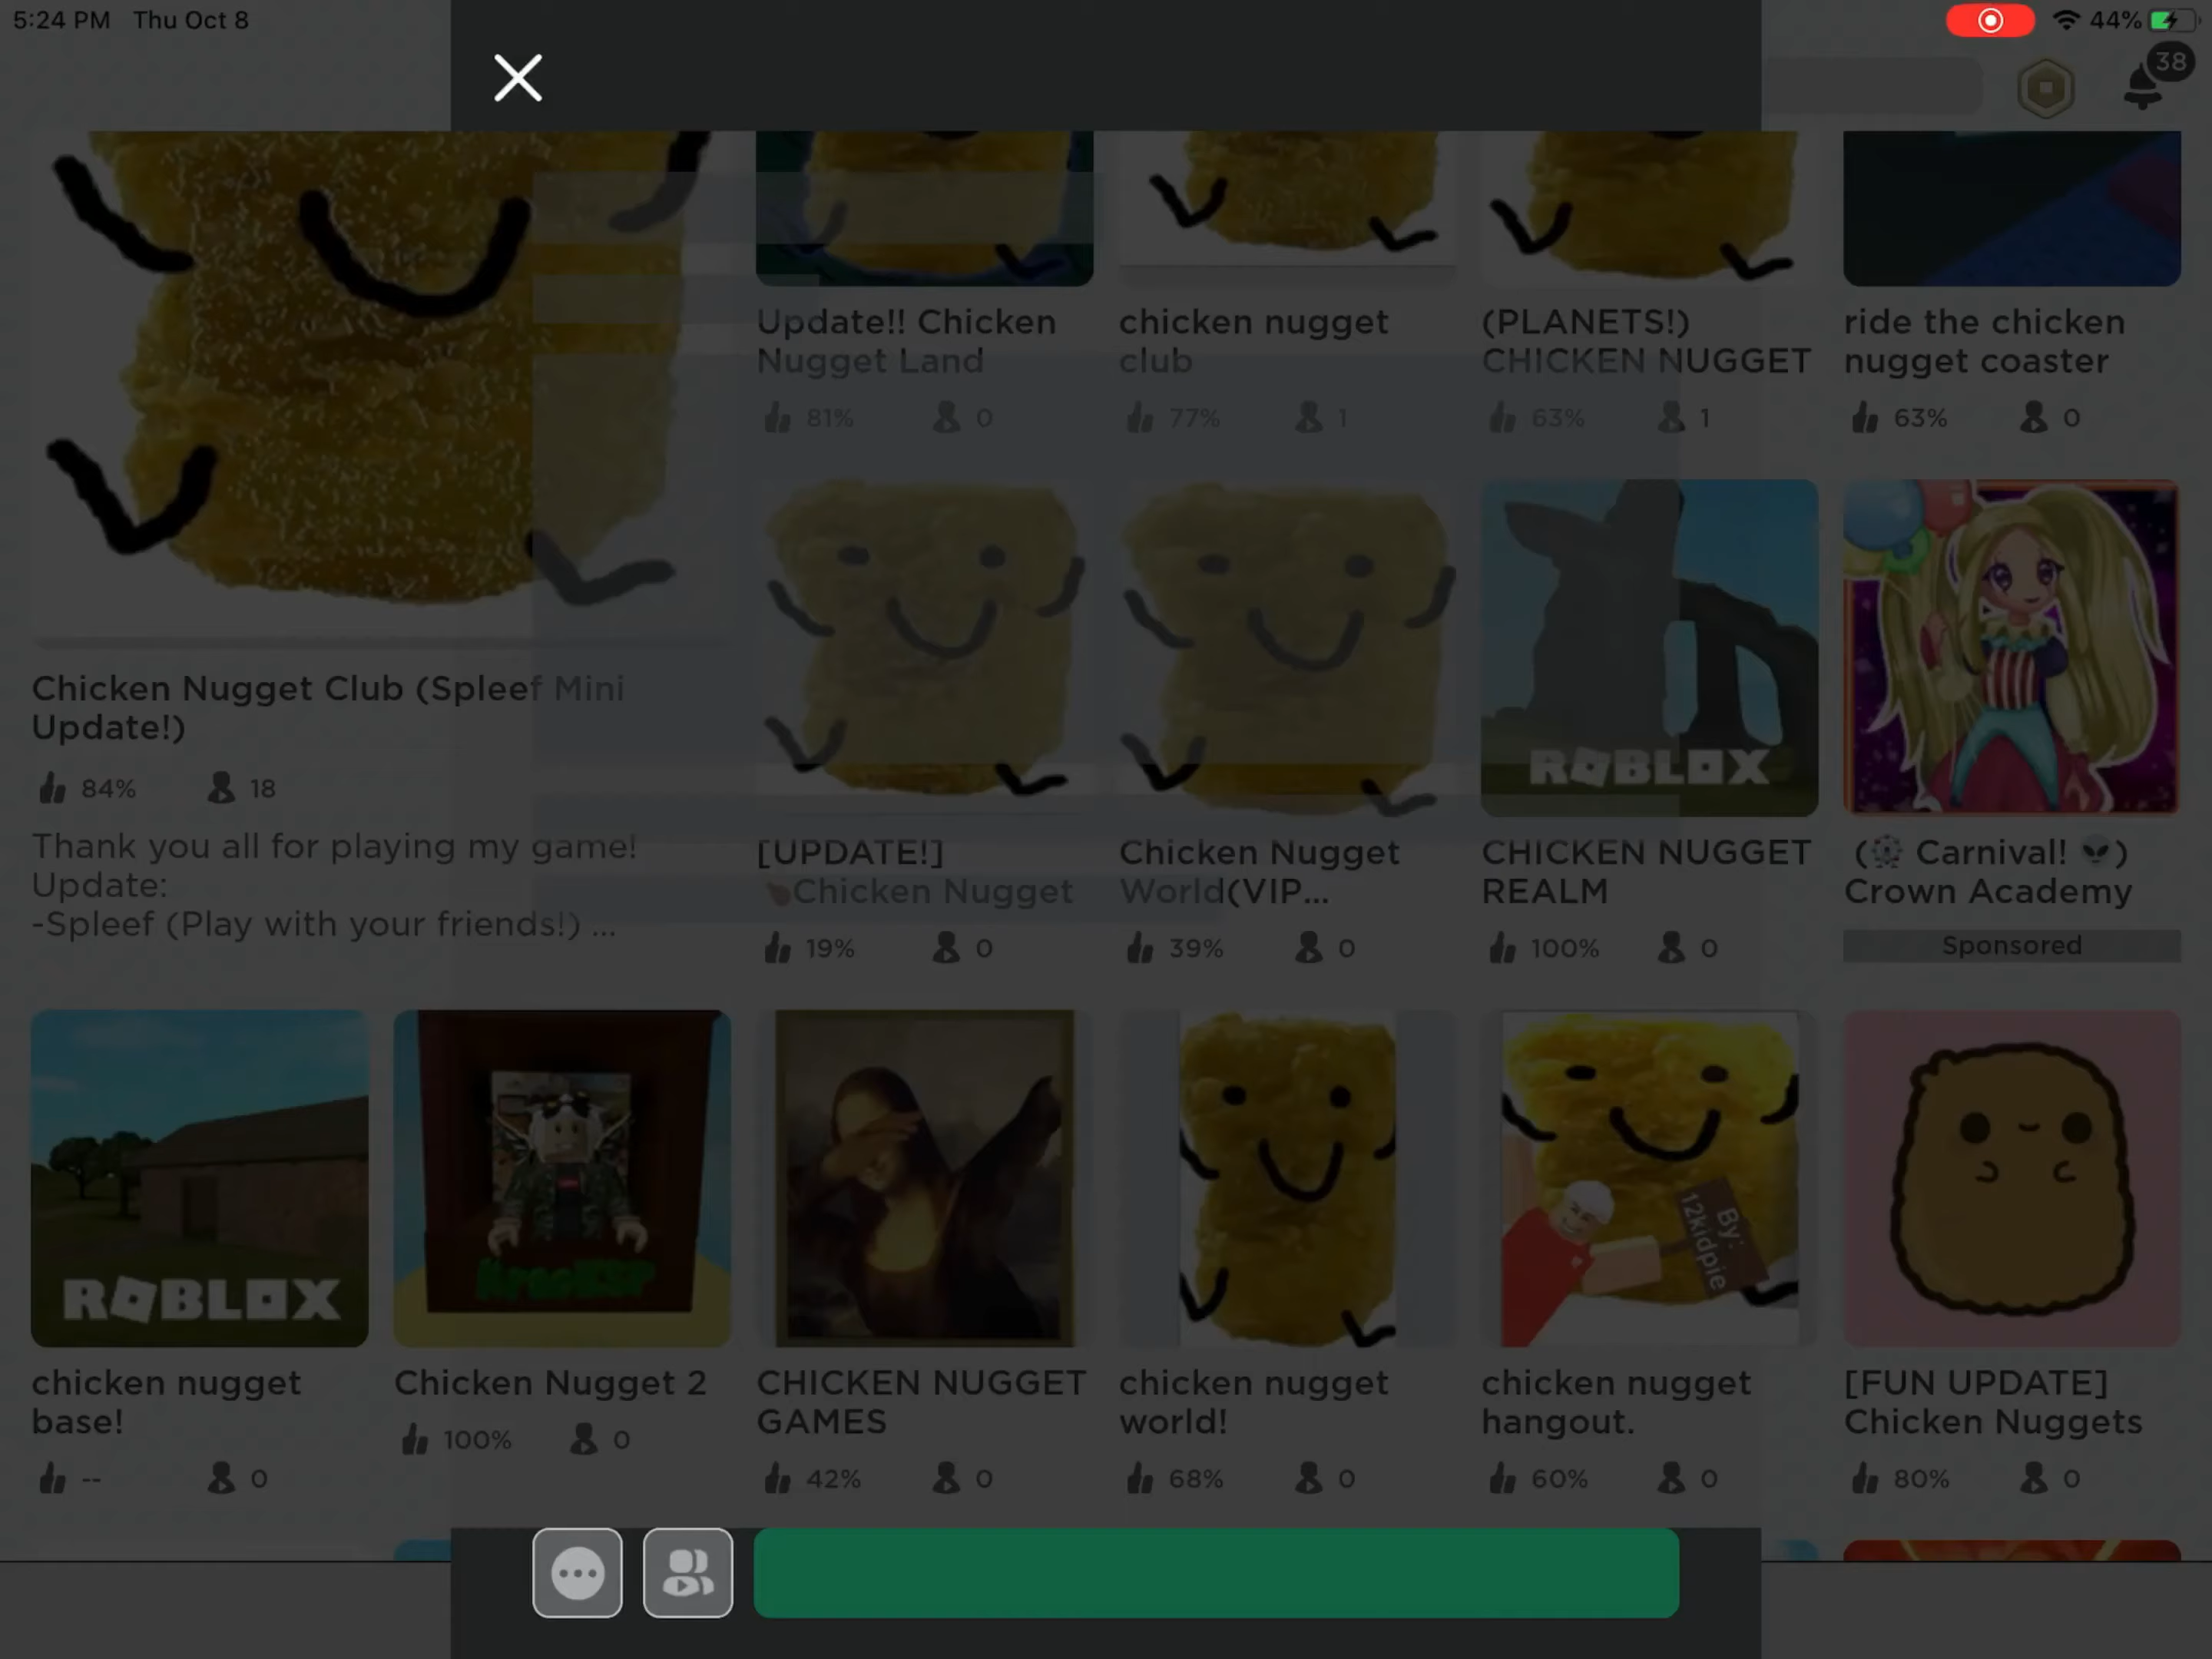 5:24 PM Thu Oct 8
44%
38
Update!! Chicken
Nugget Land
81% 0
chicken nugget
club
77% 1
(PLANETS!)
CHICKEN NUGGET
63% 1
ride the chicken
nugget coaster
63% 0
Chicken Nugget Club (Spleef Mini
Update!)
84% 18
Thank you all for playing my game!
Update:
-Spleef (Play with your friends!) ...
[UPDATE!]
🍗Chicken Nugget
19% 0
Chicken Nugget
World(VIP...
39% 0
ROBLOX
CHICKEN NUGGET
REALM
100% 0
(🎡 Carnival! 👽)
Crown Academy
Sponsored
ROBLOX
chicken nugget
base!
-- 0
KreekSP
Chicken Nugget 2
100% 0
CHICKEN NUGGET
GAMES
42% 0
chicken nugget
world!
68% 0
By:
12kidpie
chicken nugget
hangout.
60% 0
[FUN UPDATE]
Chicken Nuggets
80% 0